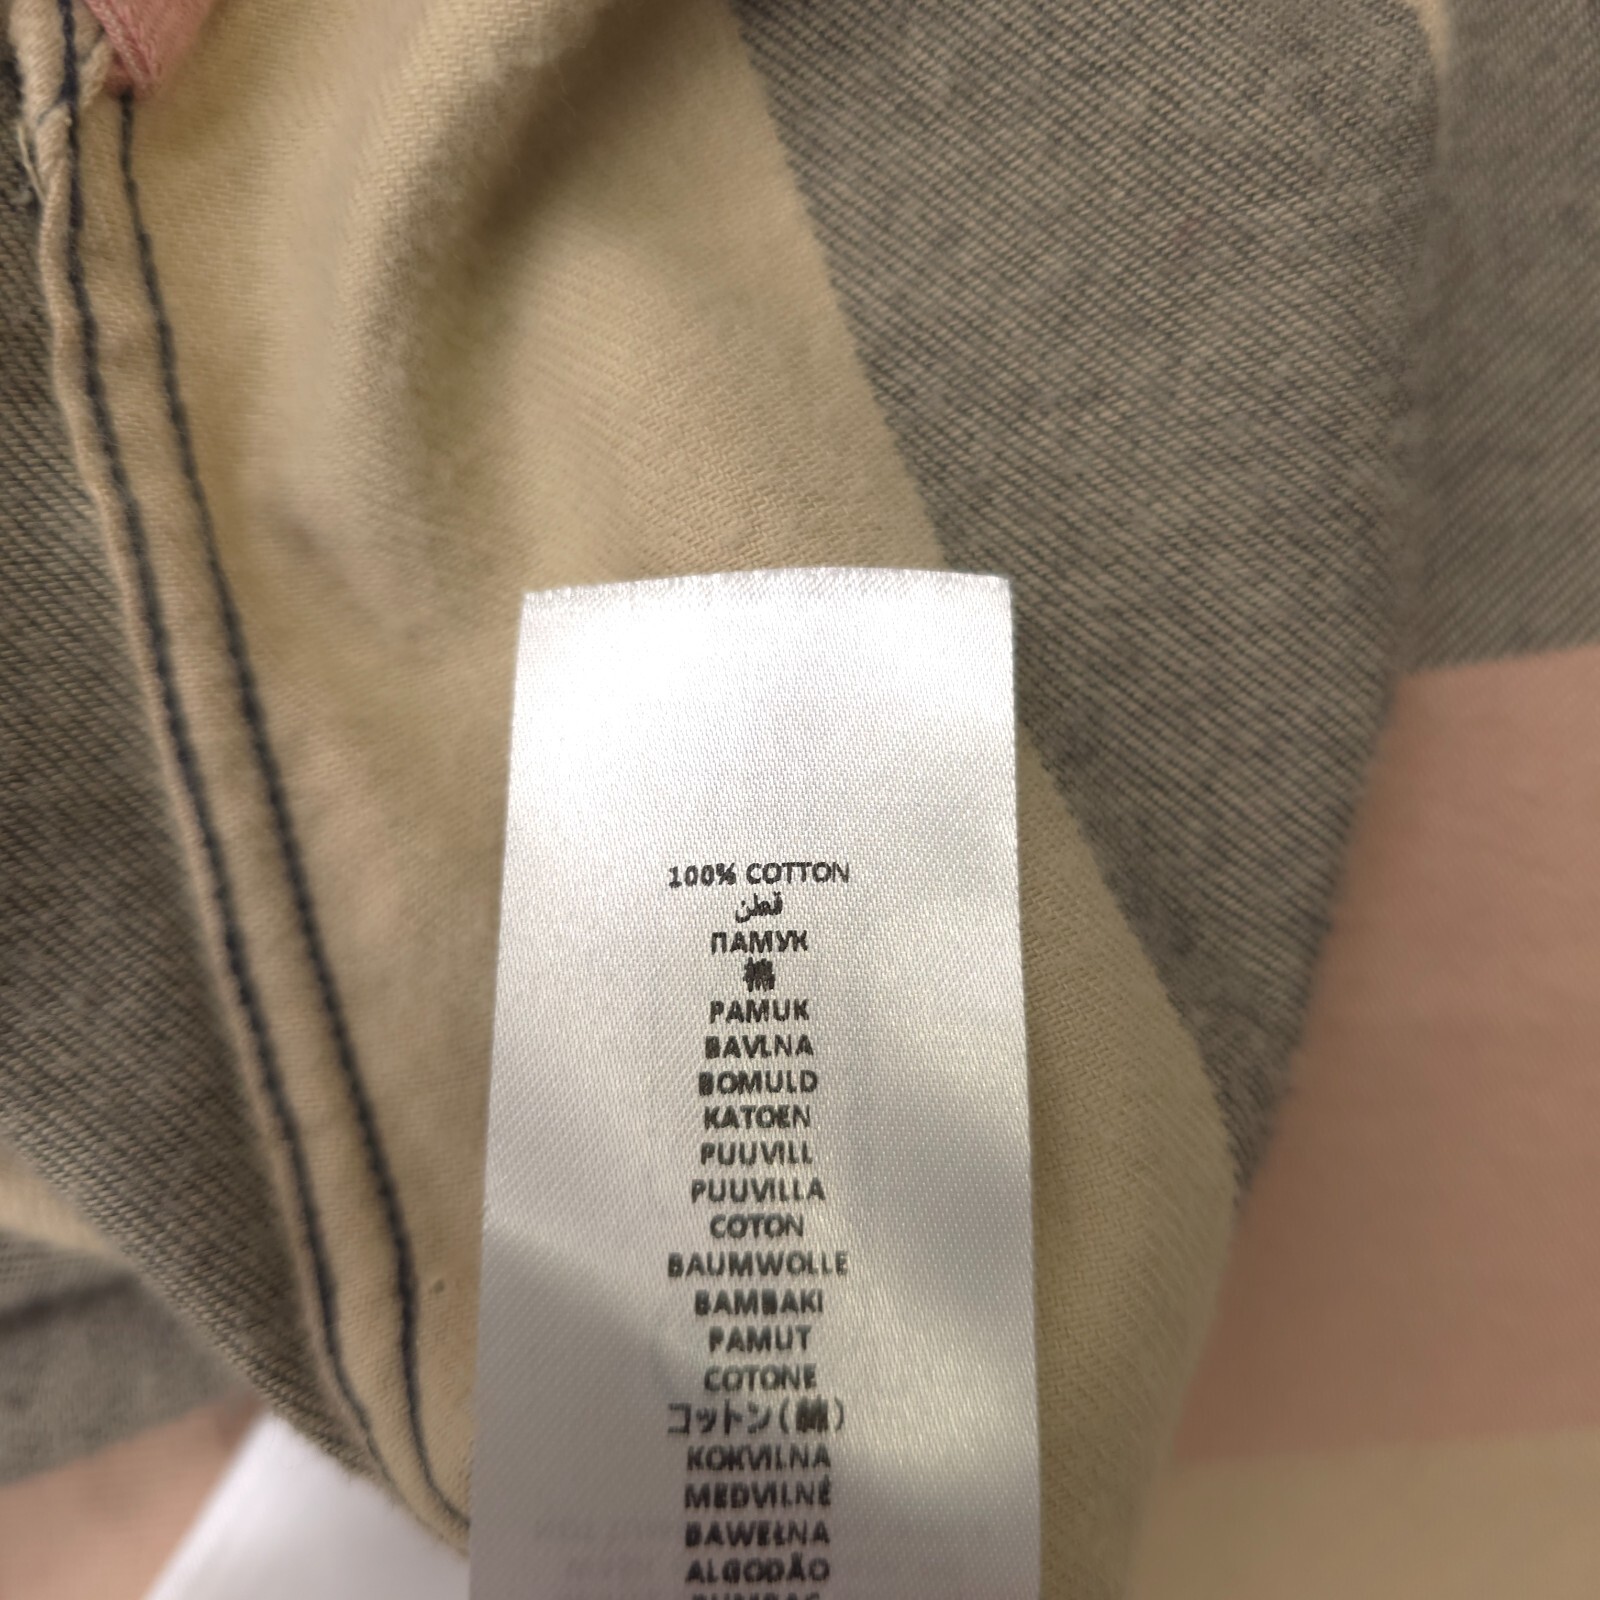 100% COTTON
قطن
ПАМУК
棉
PAMUK
BAVLNA
BOMULD
KATOEN
PUUVILL
PUUVILLA
COTON
BAUMWOLLE
BAMBAKI
PAMUT
COTONE
コットン(綿)
KOKVILNA
MEDVILNĖ
BAWEŁNA
ALGODÃO